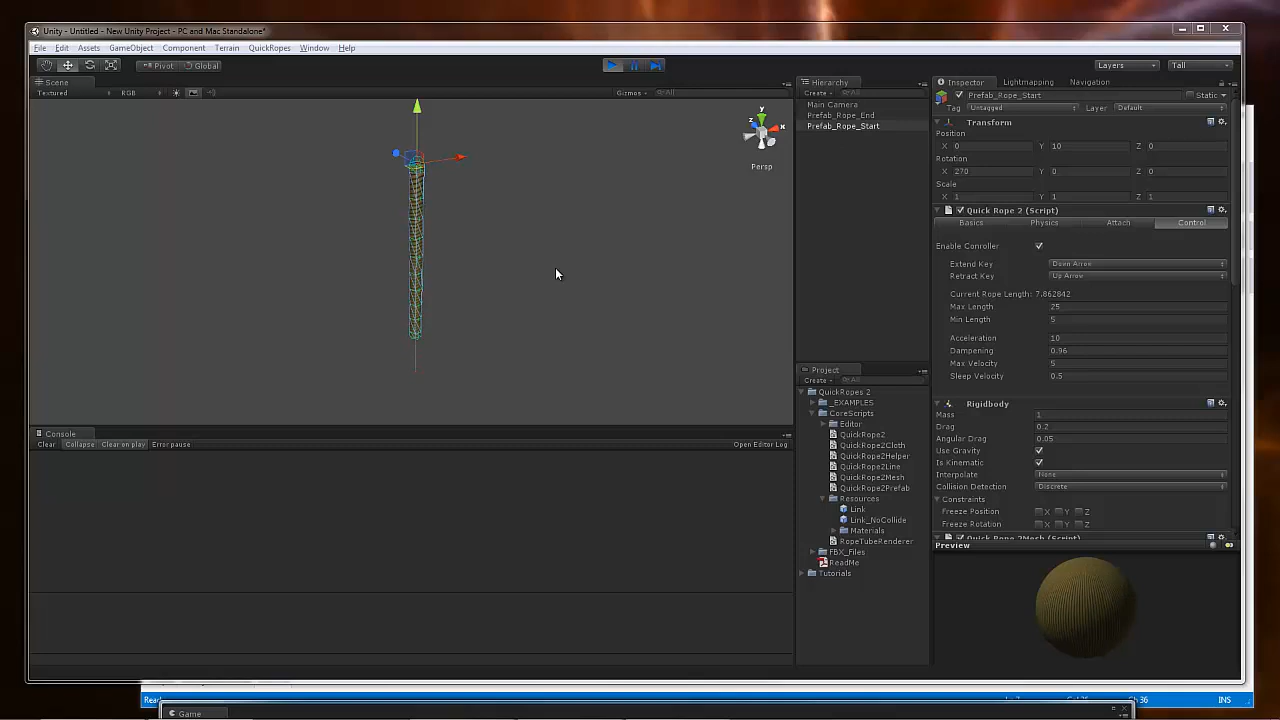 Unity - Untitled - New Unity Project - PC and Mac Standalone*
File Edit Assets GameObject Component Terrain QuickRopes Window Help
Pivot Global Layers Tall
Scene
Textured RGB Gizmos All
y
z x
Persp
Hierarchy
Create All
Main Camera
Prefab_Rope_End
Prefab_Rope_Start
Project
Create All
QuickRopes 2
_EXAMPLES
CoreScripts
Editor
QuickRope2
QuickRope2Cloth
QuickRope2Helper
QuickRope2Line
QuickRope2Mesh
QuickRope2Prefab
Resources
Link
Link_NoCollide
Materials
RopeTubeRenderer
FBX_Files
ReadMe
Tutorials
Console
Clear Collapse Clear on play Error pause Open Editor Log
Inspector Lightmapping Navigation
Prefab_Rope_Start Static
Tag Untagged Layer Default
Transform
Position
X 0 Y 10 Z 0
Rotation
X 270 Y 0 Z 0
Scale
X 1 Y 1 Z 1
Quick Rope 2 (Script)
Basics Physics Attach Control
Enable Conroller
Extend Key Down Arrow
Retract Key Up Arrow
Current Rope Length: 7.862842
Max Length 25
Min Length 5
Acceleration 10
Dampening 0.96
Max Velocity 5
Sleep Velocity 0.5
Rigidbody
Mass 1
Drag 0.2
Angular Drag 0.05
Use Gravity
Is Kinematic
Interpolate None
Collision Detection Discrete
Constraints
Freeze Position X Y Z
Freeze Rotation X Y Z
Quick Rope 2Mesh (Script)
Preview
INS
Game